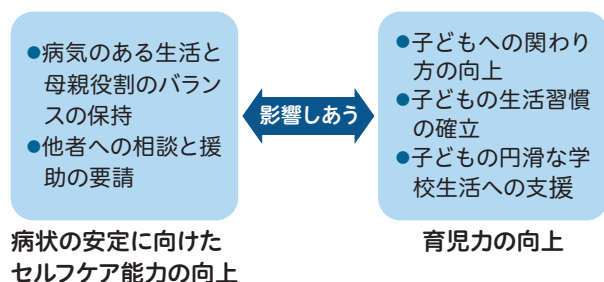 ●病気のある生活と
母親役割のバラン
スの保持
●他者への相談と援
助の要請
影響しあう
●子どもへの関わり
方の向上
●子どもの生活習慣
の確立
●子どもの円滑な学
校生活への支援
病状の安定に向けた
セルフケア能力の向上
育児力の向上